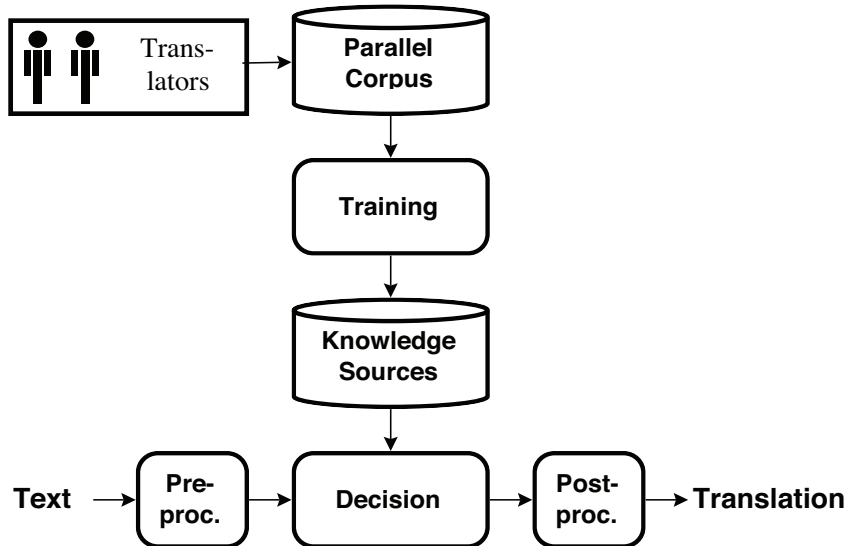 Trans-
lators
Parallel
Corpus
Training
Knowledge
Sources
Text
Pre-
proc.
Decision
Post-
proc.
Translation